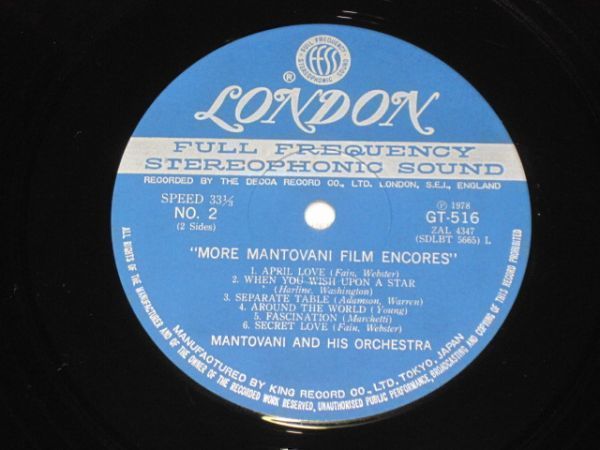 FULL FREQUENCY
ffss
STEREOPHONIC SOUND
®
LONDON
FULL FREQUENCY
STEREOPHONIC SOUND
RECORDED BY THE DECCA RECORD CO., LTD. LONDON, S.E.I., ENGLAND
SPEED 33⅓
NO. 2
(2 Sides)
Ⓟ 1978
GT-516
ZAL 4347
(SDLBT 5665) L
"MORE MANTOVANI FILM ENCORES"
1. APRIL LOVE (Fain, Webster)
2. WHEN YOU WISH UPON A STAR
(Harline, Washington)
3. SEPARATE TABLE (Adamson, Warren)
4. AROUND THE WORLD (Young)
5. FASCINATION (Marchetti)
6. SECRET LOVE (Fain, Webster)
MANTOVANI AND HIS ORCHESTRA
MANUFACTURED BY KING RECORD CO., LTD, TOKYO, JAPAN
ALL RIGHTS OF THE MANUFACTURER AND OF THE OWNER OF THE RECORDED WORK RESERVED, UNAUTHORISED PUBLIC PERFORMANCE, BROADCASTING AND COPYING OF THIS RECORD PROHIBITED